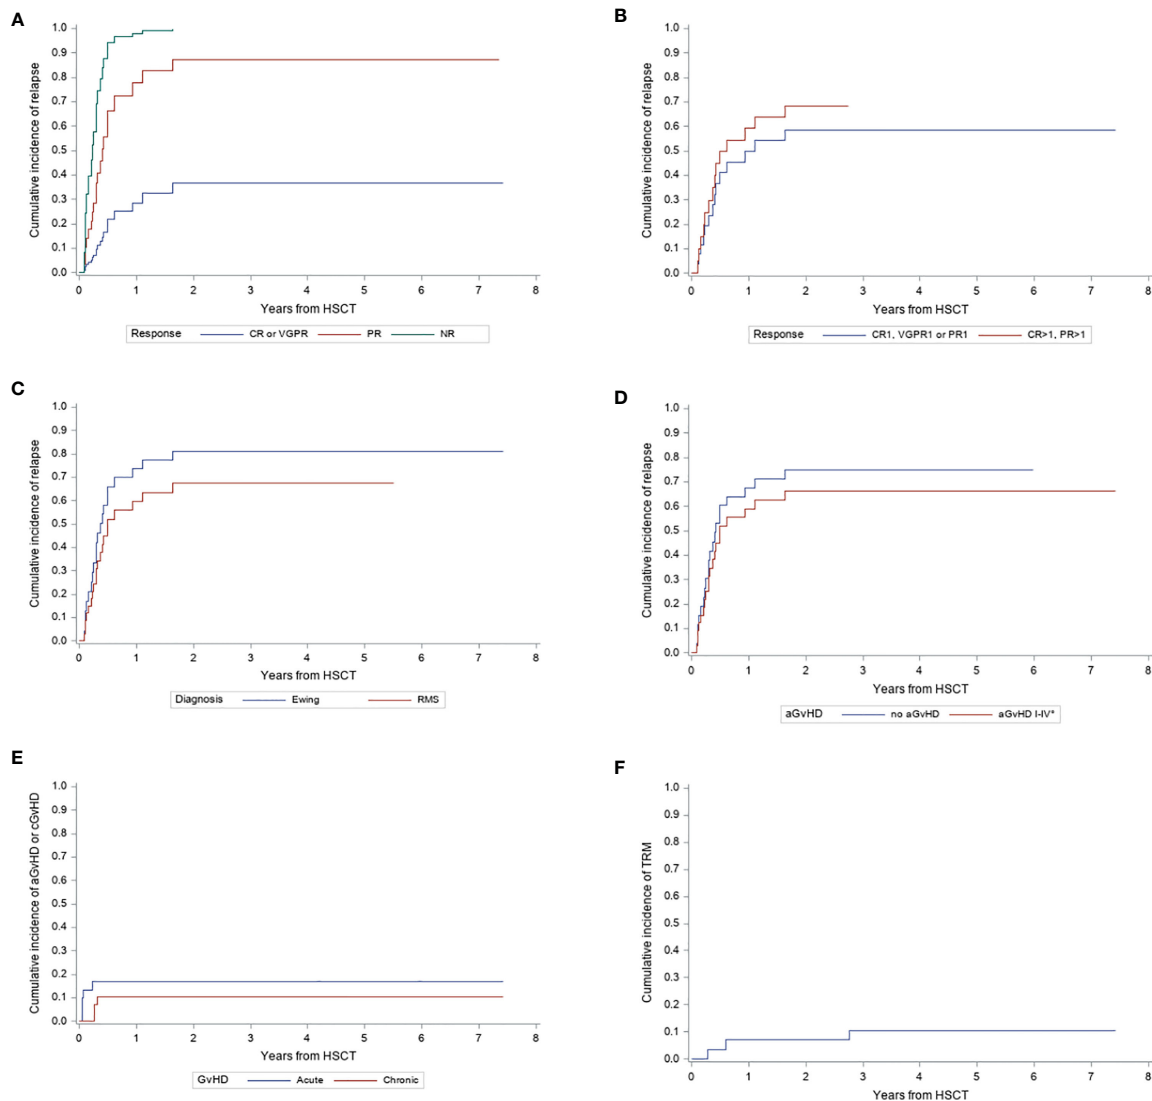 A
Cumulative incidence of relapse
1.0
0.9
0.8
0.7
0.6
0.5
0.4
0.3
0.2
0.1
0.0
0 1 2 3 4 5 6 7 8
Years from HSCT
Response CR or VGPR PR NR
B
Cumulative incidence of relapse
1.0
0.9
0.8
0.7
0.6
0.5
0.4
0.3
0.2
0.1
0.0
0 1 2 3 4 5 6 7 8
Years from HSCT
Response CR1, VGPR1 or PR1 CR>1, PR>1
C
Cumulative incidence of relapse
1.0
0.9
0.8
0.7
0.6
0.5
0.4
0.3
0.2
0.1
0.0
0 1 2 3 4 5 6 7 8
Years from HSCT
Diagnosis Ewing RMS
D
Cumulative incidence of relapse
1.0
0.9
0.8
0.7
0.6
0.5
0.4
0.3
0.2
0.1
0.0
0 1 2 3 4 5 6 7 8
Years from HSCT
aGvHD no aGvHD aGvHD I-IV°
E
Cumulative incidence of aGvHD or cGvHD
1.0
0.9
0.8
0.7
0.6
0.5
0.4
0.3
0.2
0.1
0.0
0 1 2 3 4 5 6 7 8
Years from HSCT
GvHD Acute Chronic
F
Cumulative incidence of TRM
1.0
0.9
0.8
0.7
0.6
0.5
0.4
0.3
0.2
0.1
0.0
0 1 2 3 4 5 6 7 8
Years from HSCT